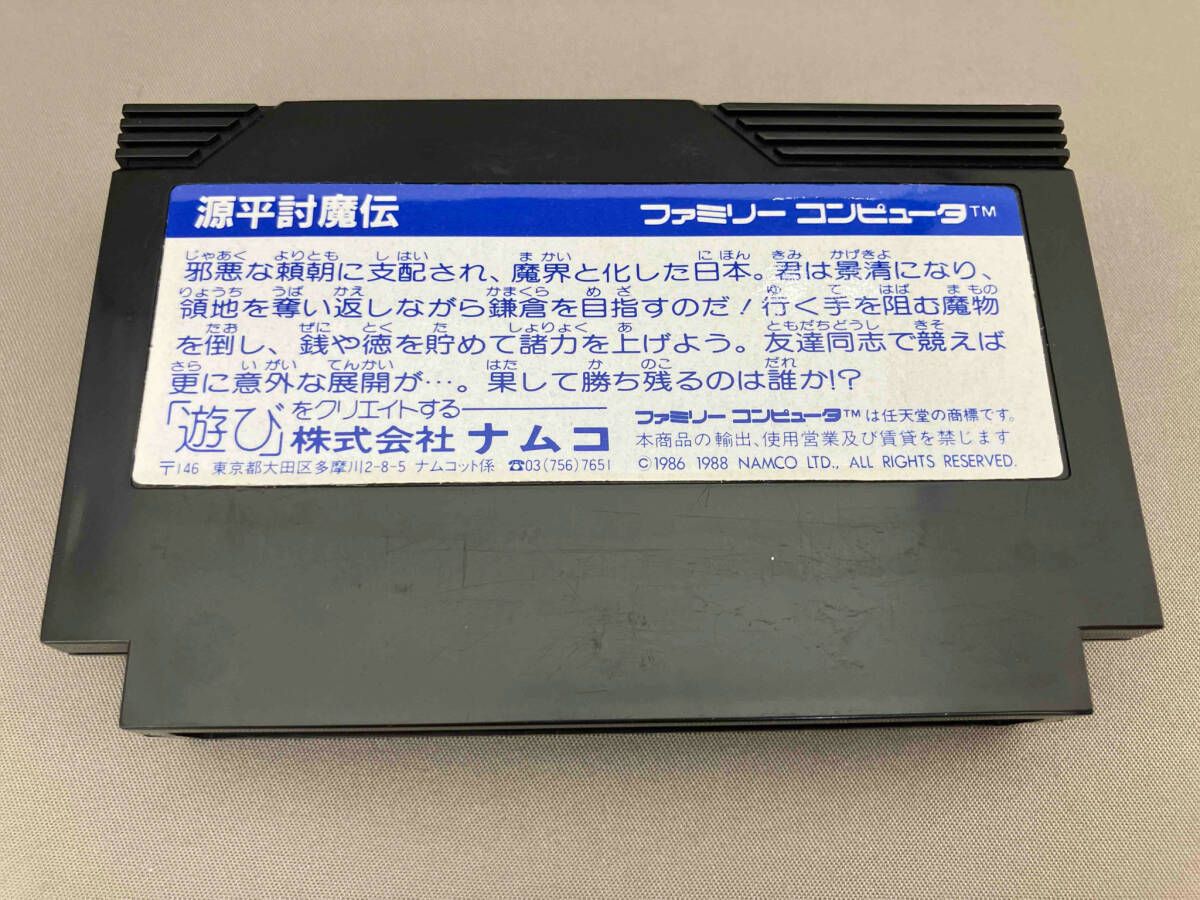 源平討魔伝 ファミリー コンピュータ™
じゃあく よりとも しはい まかい にほん きみ かげきよ
邪悪な頼朝に支配され、魔界と化した日本。君は景清になり、
りょうち うば かえ かまくら めざ ゆ て はば まもの
領地を奪い返しながら鎌倉を目指すのだ!行く手を阻む魔物
たお ぜに とく た しょりょく あ ともだちどうし きそ
を倒し、銭や徳を貯めて諸力を上げよう。友達同志で競えば
さら いがい てんかい はた か のこ だれ
更に意外な展開が…。果して勝ち残るのは誰か!?
「遊び」をクリエイトする
株式会社 ナムコ
〒146 東京都大田区多摩川2-8-5 ナムコット係 ☎03(756)7651
ファミリー コンピュータ™は任天堂の商標です。
本商品の輸出、使用営業及び賃貸を禁じます
©1986 1988 NAMCO LTD., ALL RIGHTS RESERVED.